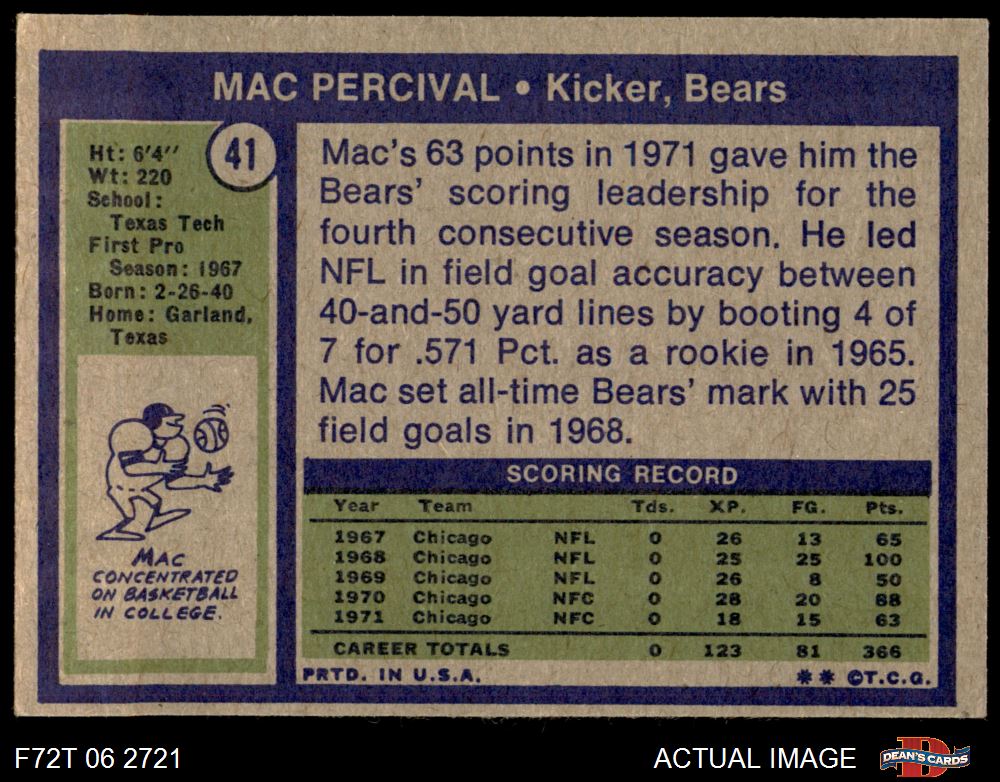 MAC PERCIVAL • Kicker, Bears
41
Ht: 6'4''
Wt: 220
School:
Texas Tech
First Pro
Season: 1967
Born: 2-26-40
Home: Garland,
Texas
MAC
CONCENTRATED
ON BASKETBALL
IN COLLEGE.
Mac's 63 points in 1971 gave him the
Bears' scoring leadership for the
fourth consecutive season. He led
NFL in field goal accuracy between
40-and-50 yard lines by booting 4 of
7 for .571 Pct. as a rookie in 1965.
Mac set all-time Bears' mark with 25
field goals in 1968.
SCORING RECORD
Year Team Tds. XP. FG. Pts.
1967 Chicago NFL 0 26 13 65
1968 Chicago NFL 0 25 25 100
1969 Chicago NFL 0 26 8 50
1970 Chicago NFC 0 28 20 88
1971 Chicago NFC 0 18 15 63
CAREER TOTALS 0 123 81 366
PRTD. IN U.S.A. ** ©T.C.G.
F72T 06 2721 ACTUAL IMAGE DEAN'S CARDS